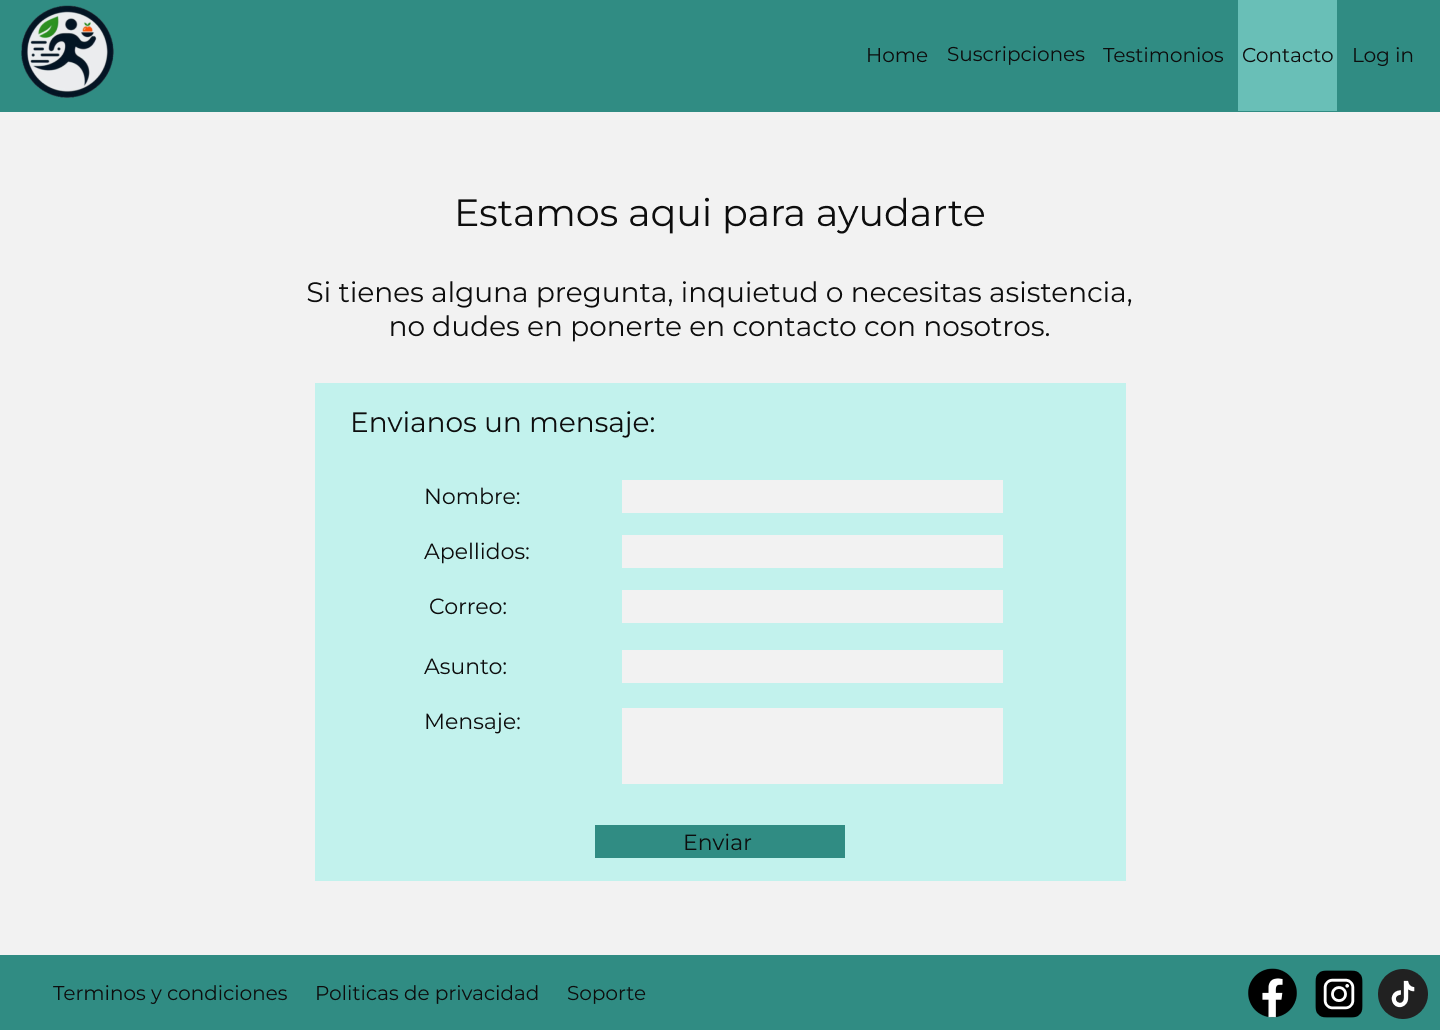 Home
Suscripciones
Testimonios
Contacto
Log in
Estamos aqui para ayudarte
Si tienes alguna pregunta, inquietud o necesitas asistencia,
no dudes en ponerte en contacto con nosotros.
Envianos un mensaje:
Nombre:
Apellidos:
Correo:
Asunto:
Mensaje:
Enviar
Terminos y condiciones
Politicas de privacidad
Soporte